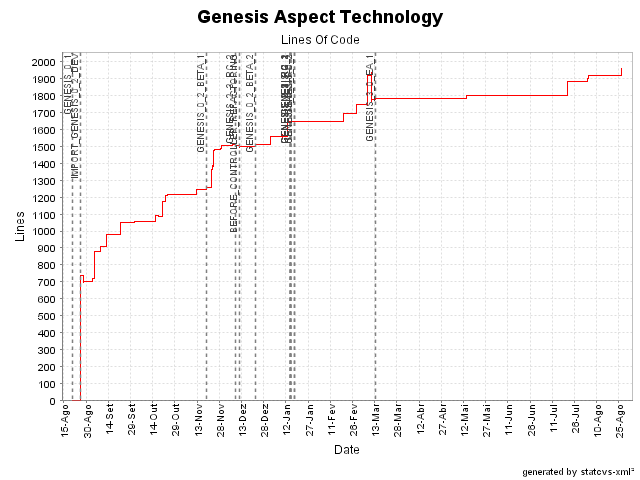 Genesis Aspect Technology
Lines Of Code
Lines
2000
1900
1800
1700
1600
1500
1400
1300
1200
1100
1000
900
800
700
600
500
400
300
200
100
0
GENESIS_0_1
IMPORT_GENESIS_0_2_DEV
GENESIS_0_2_BETA_1
BEFORE_CONTROLLER_REFACTORING
GENESIS_0_2_BETA_2
GENESIS_3_0_EA_1
15-Ago
30-Ago
14-Set
29-Set
14-Out
29-Out
13-Nov
28-Nov
13-Dez
28-Dez
12-Jan
27-Jan
11-Fev
26-Fev
13-Mar
28-Mar
12-Abr
27-Abr
12-Mai
27-Mai
11-Jun
26-Jun
11-Jul
26-Jul
10-Ago
25-Ago
Date
generated by statcvs-xml²